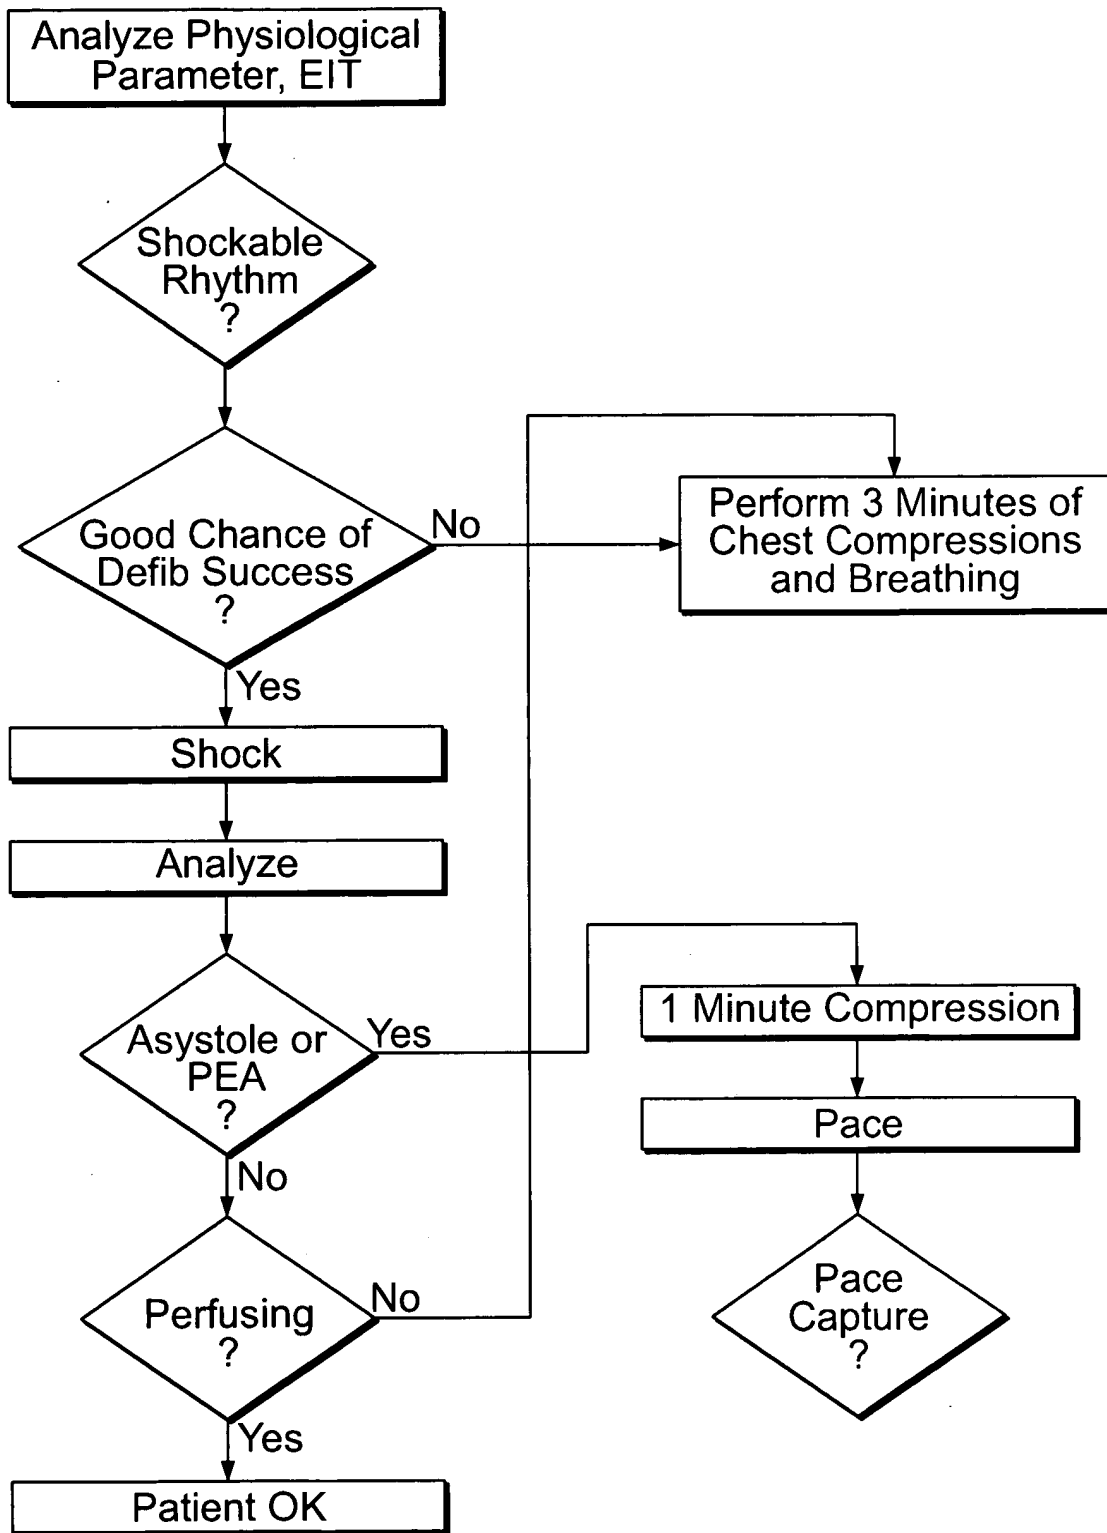 Analyze Physiological
Parameter, EIT
Shockable
Rhythm
?
Good Chance of
Defib Success
?
No
Perform 3 Minutes of
Chest Compressions
and Breathing
Yes
Shock
Analyze
Asystole or
PEA
?
Yes
1 Minute Compression
Pace
No
Perfusing
?
No
Pace
Capture
?
Yes
Patient OK